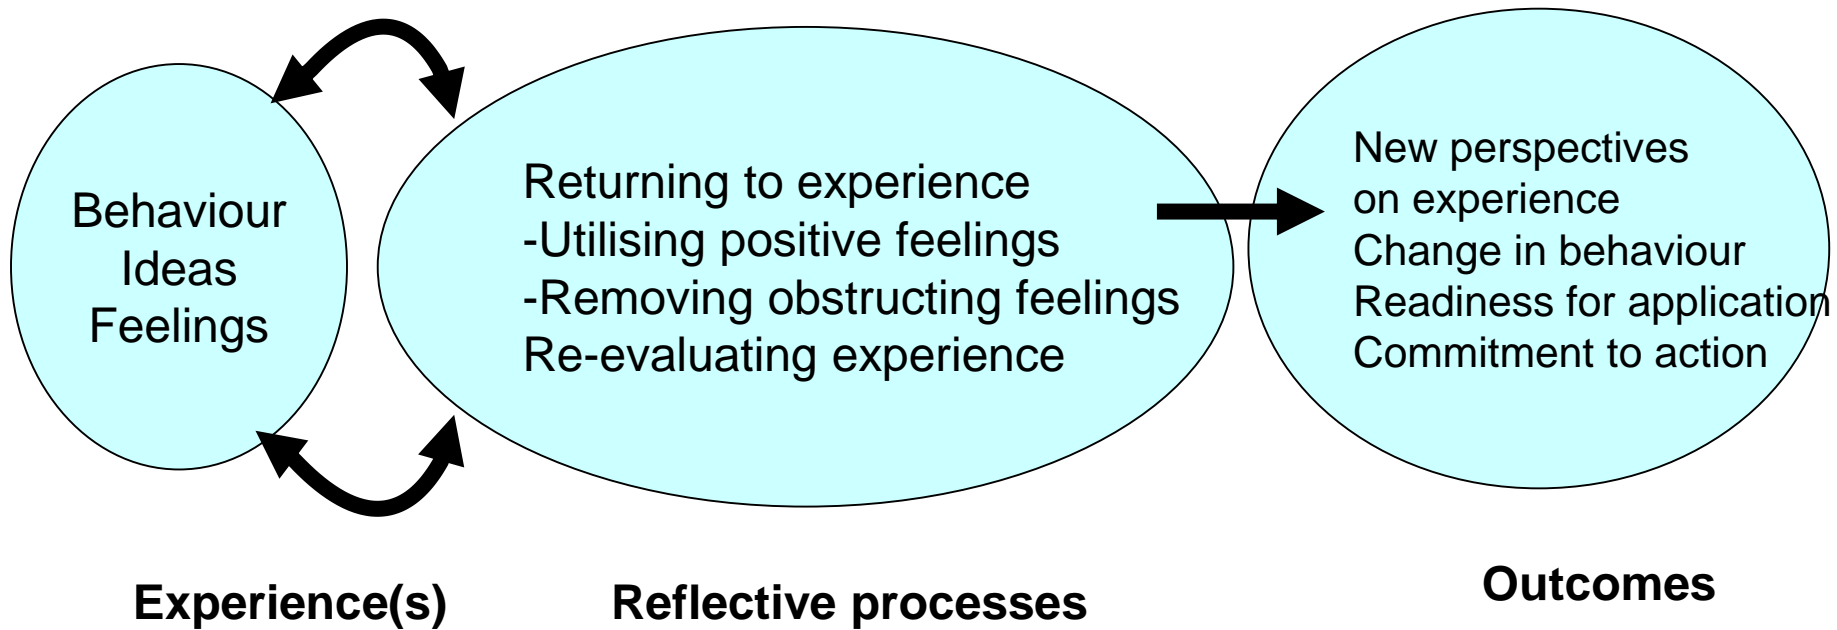 Behaviour
Ideas
Feelings
Returning to experience
-Utilising positive feelings
-Removing obstructing feelings
Re-evaluating experience
New perspectives
on experience
Change in behaviour
Readiness for application
Commitment to action
Experience(s)
Reflective processes
Outcomes